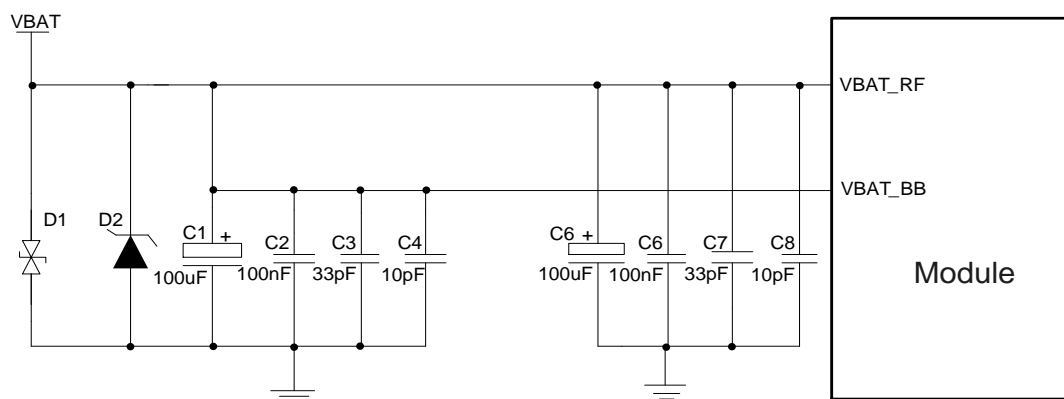 VBAT
VBAT_RF
VBAT_BB
D1
D2
C1
+
100uF
C2
100nF
C3
33pF
C4
10pF
C6
+
100uF
C6
100nF
C7
33pF
C8
10pF
Module